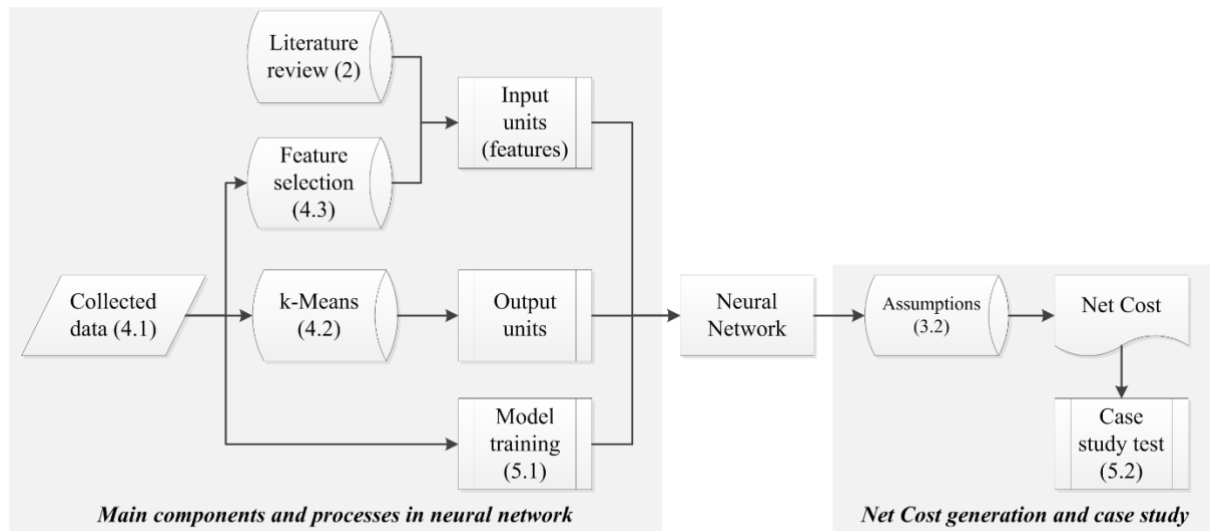 Literature
review (2)
Input
units
(features)
Feature
selection
(4.3)
Collected
data (4.1)
k-Means
(4.2)
Output
units
Neural
Network
Assumptions
(3.2)
Net Cost
Model
training
(5.1)
Case
study test
(5.2)
Main components and processes in neural network
Net Cost generation and case study